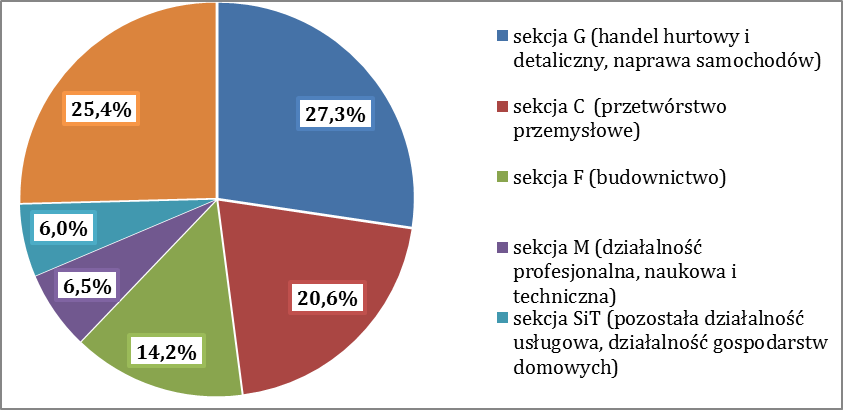 25,4%
27,3%
6,0%
6,5%
14,2%
20,6%
sekcja G (handel hurtowy i
detaliczny, naprawa samochodów)
sekcja C (przetwórstwo
przemysłowe)
sekcja F (budownictwo)
sekcja M (działalność
profesjonalna, naukowa i
techniczna)
sekcja SiT (pozostała działalność
usługowa, działalność gospodarstw
domowych)